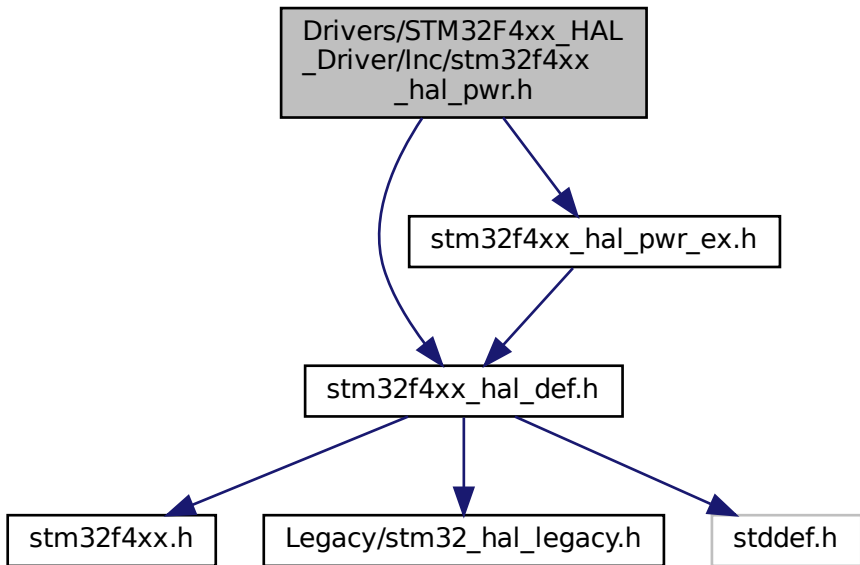 Drivers/STM32F4xx_HAL
_Driver/Inc/stm32f4xx
_hal_pwr.h
stm32f4xx_hal_pwr_ex.h
stm32f4xx_hal_def.h
stm32f4xx.h
Legacy/stm32_hal_legacy.h
stddef.h